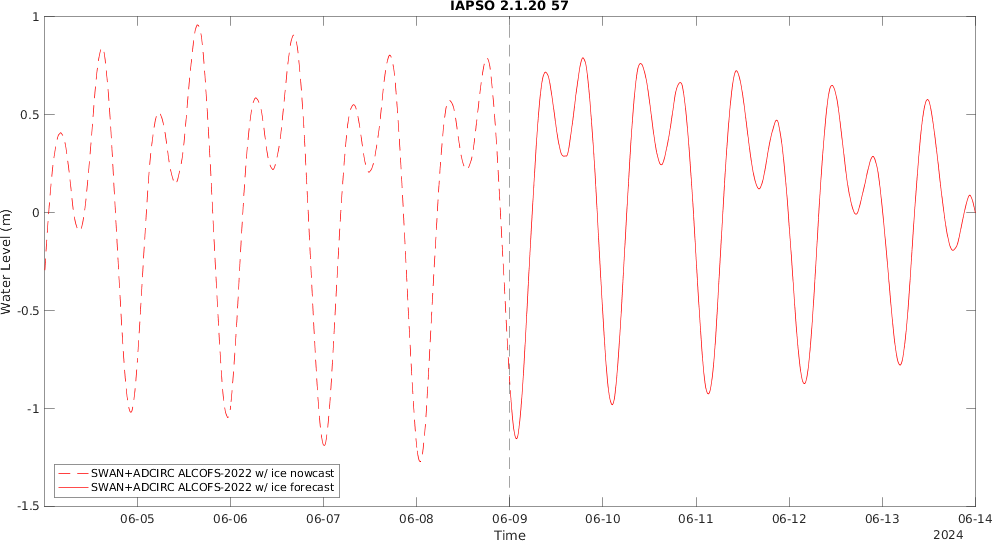 IAPSO 2.1.20 57
1
0.5
0
-0.5
-1
-1.5
Water Level (m)
SWAN+ADCIRC ALCOFS-2022 w/ ice nowcast
SWAN+ADCIRC ALCOFS-2022 w/ ice forecast
06-05 06-06 06-07 06-08 06-09 06-10 06-11 06-12 06-13 06-14
Time
2024